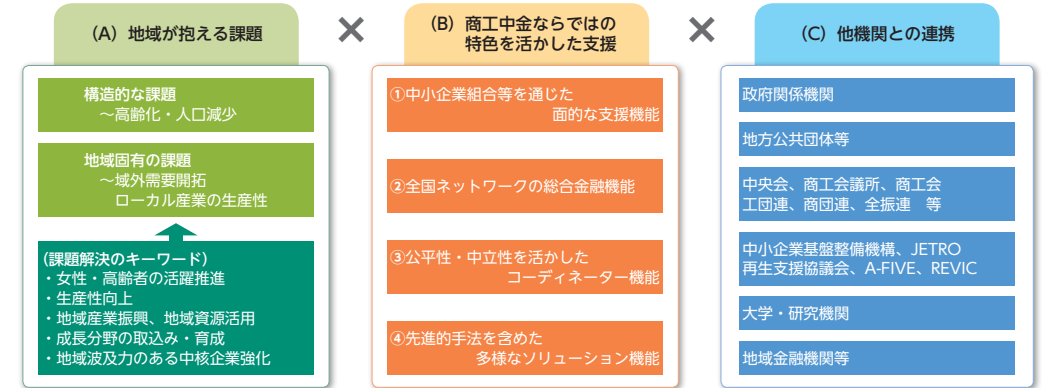 (A) 地域が抱える課題
構造的な課題
~高齢化・人口減少
地域固有の課題
~域外需要開拓
ローカル産業の生産性
(課題解決のキーワード)
・女性・高齢者の活躍推進
・生産性向上
・地域産業振興、地域資源活用
・成長分野の取込み・育成
・地域波及力のある中核企業強化
×
(B) 商工中金ならではの
特色を活かした支援
①中小企業組合等を通じた
面的な支援機能
②全国ネットワークの総合金融機能
③公平性・中立性を活かした
コーディネーター機能
④先進的手法を含めた
多様なソリューション機能
×
(C) 他機関との連携
政府関係機関
地方公共団体等
中央会、商工会議所、商工会
工団連、商団連、全振連 等
中小企業基盤整備機構、JETRO
再生支援協議会、A-FIVE、REVIC
大学・研究機関
地域金融機関等